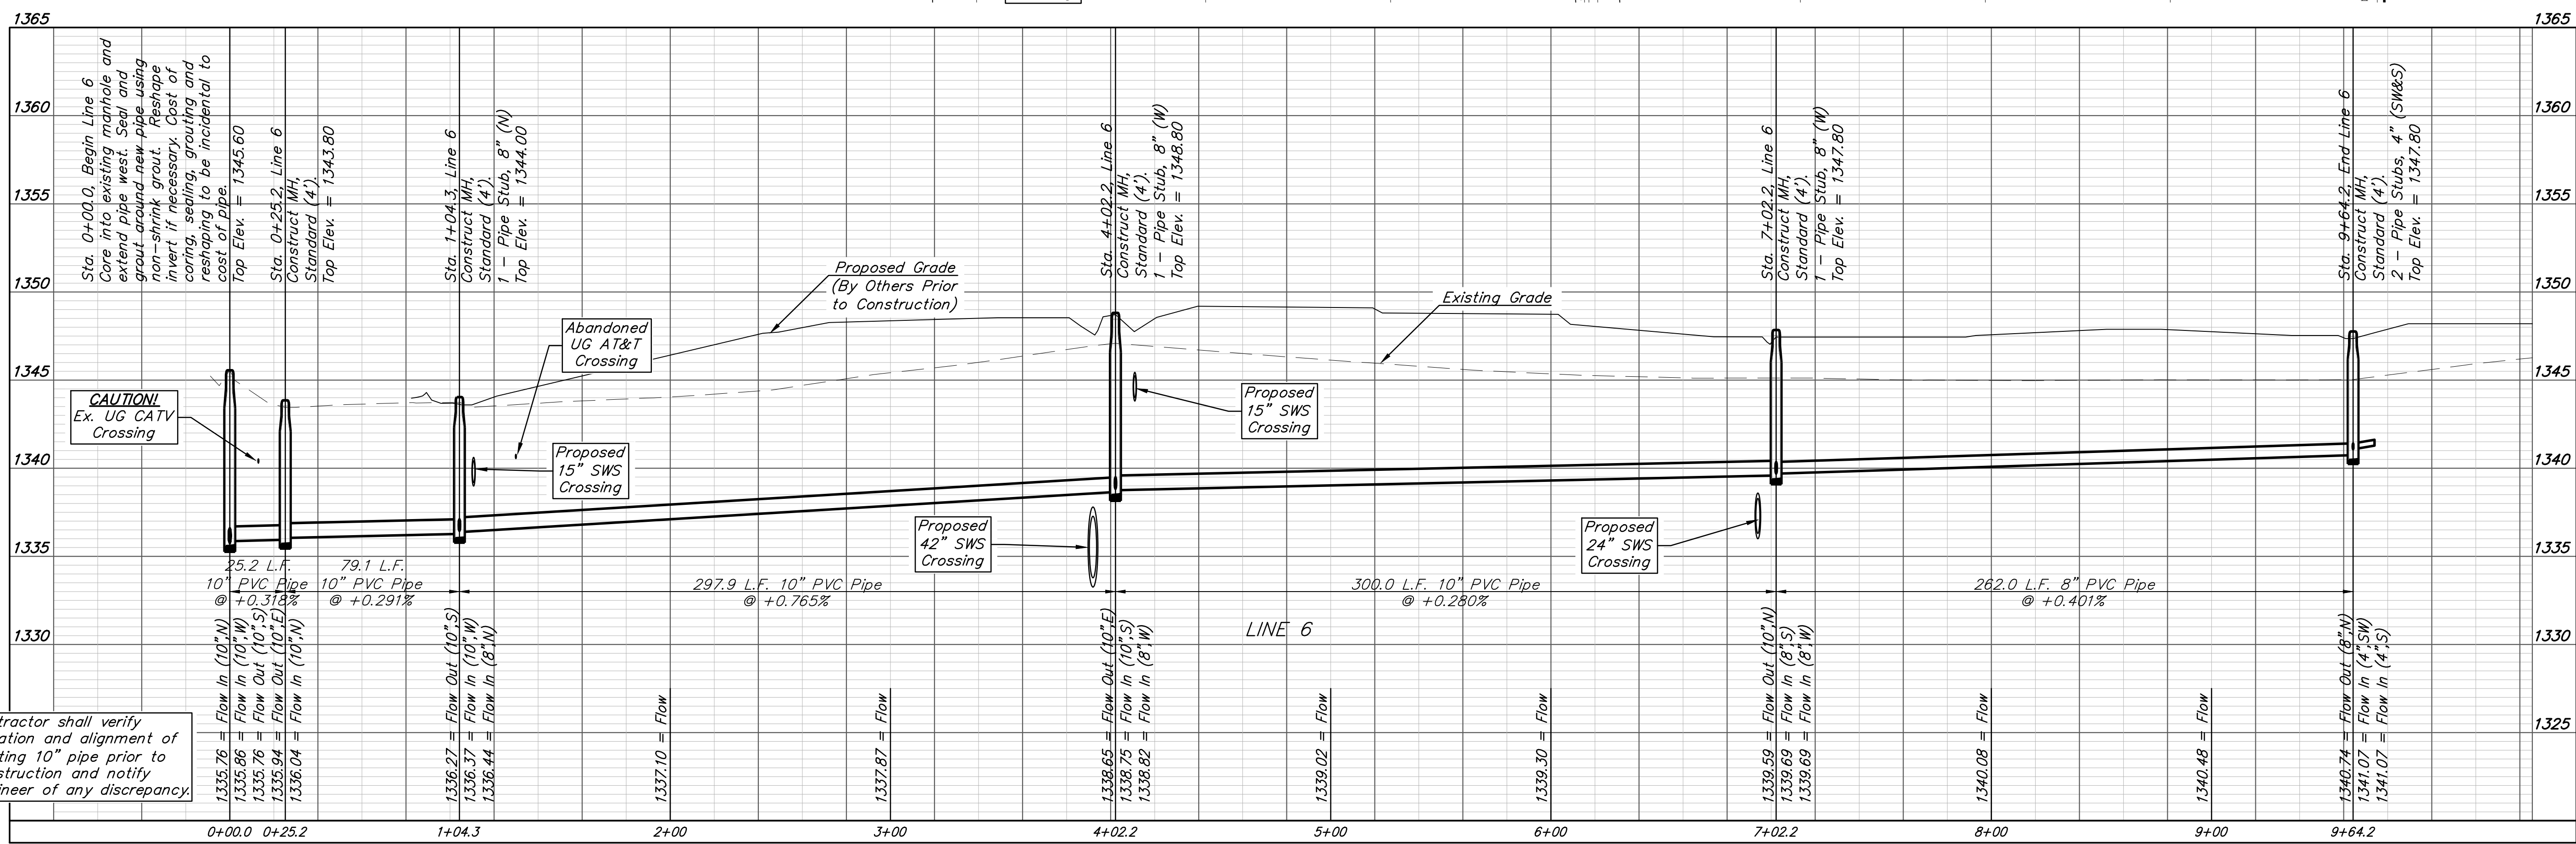 1365
1365
1360
1360
1355
1355
1350
1350
1345
1345
1340
1340
1335
1335
1330
1330
1325
1325
Sta. 0+00.0, Begin Line 6
Core into existing manhole and
extend pipe west. Seal and
grout around new pipe using
non-shrink grout. Reshape
invert if necessary. Cost of
coring, sealing, grouting and
reshaping to be incidental to
cost of pipe.
Top Elev. = 1345.60
Sta. 0+25.2, Line 6
Construct MH,
Standard (4').
Top Elev. = 1343.80
Sta. 1+04.3, Line 6
Construct MH,
Standard (4').
1 - Pipe Stub, 8" (N)
Top Elev. = 1344.00
Sta. 4+02.2, Line 6
Construct MH,
Standard (4').
1 - Pipe Stub, 8" (W)
Top Elev. = 1348.80
Sta. 7+02.2, Line 6
Construct MH,
Standard (4').
1 - Pipe Stub, 8" (W)
Top Elev. = 1347.80
Sta. 9+64.2, End Line 6
Construct MH,
Standard (4').
2 - Pipe Stubs, 4" (SW&S)
Top Elev. = 1347.80
Proposed Grade
(By Others Prior
to Construction)
Existing Grade
Abandoned
UG AT&T
Crossing
CAUTION!
Ex. UG CATV
Crossing
Proposed
15" SWS
Crossing
Proposed
15" SWS
Crossing
Proposed
42" SWS
Crossing
Proposed
24" SWS
Crossing
25.2 L.F.
10" PVC Pipe
@ +0.318%
79.1 L.F.
10" PVC Pipe
@ +0.291%
297.9 L.F. 10" PVC Pipe
@ +0.765%
300.0 L.F. 10" PVC Pipe
@ +0.280%
262.0 L.F. 8" PVC Pipe
@ +0.401%
LINE 6
tractor shall verify
ation and alignment of
ting 10" pipe prior to
struction and notify
ineer of any discrepancy.
1335.76 = Flow In (10",N)
1335.86 = Flow In (10",W)
1335.76 = Flow Out (10",S)
1335.94 = Flow Out (10",E)
1336.04 = Flow In (10",N)
1336.27 = Flow Out (10",S)
1336.37 = Flow In (10",W)
1336.44 = Flow In (8",N)
1337.10 = Flow
1337.87 = Flow
1338.65 = Flow Out (10",E)
1338.75 = Flow In (10",S)
1338.82 = Flow In (8",W)
1339.02 = Flow
1339.30 = Flow
1339.59 = Flow Out (10",N)
1339.69 = Flow In (8",S)
1339.69 = Flow In (8",W)
1340.08 = Flow
1340.48 = Flow
1340.74 = Flow Out (8",N)
1341.07 = Flow In (4",SW)
1341.07 = Flow In (4",S)
0+00.0
0+25.2
1+04.3
2+00
3+00
4+02.2
5+00
6+00
7+02.2
8+00
9+00
9+64.2